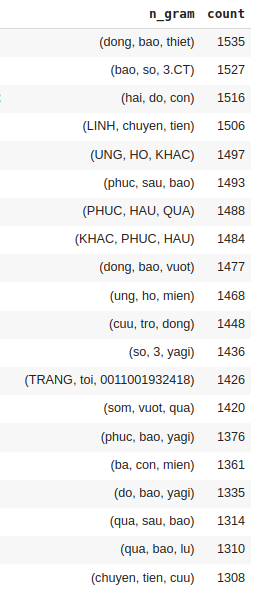 n_gram count
(dong, bao, thiet) 1535
(bao, so, 3.CT) 1527
(hai, do, con) 1516
(LINH, chuyen, tien) 1506
(UNG, HO, KHAC) 1497
(phuc, sau, bao) 1493
(PHUC, HAU, QUA) 1488
(KHAC, PHUC, HAU) 1484
(dong, bao, vuot) 1477
(ung, ho, mien) 1468
(cuu, tro, dong) 1448
(so, 3, yagi) 1436
(TRANG, toi, 0011001932418) 1426
(som, vuot, qua) 1420
(phuc, bao, yagi) 1376
(ba, con, mien) 1361
(do, bao, yagi) 1335
(qua, sau, bao) 1314
(qua, bao, lu) 1310
(chuyen, tien, cuu) 1308